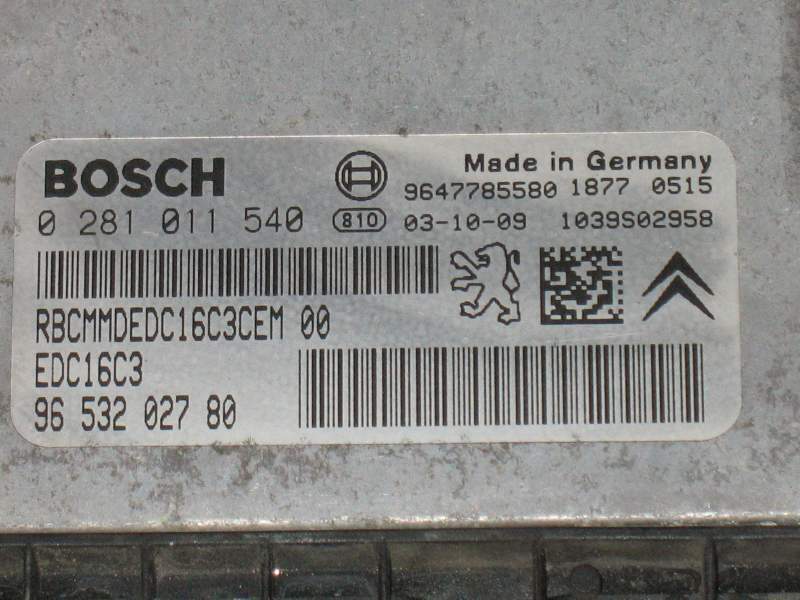 BOSCH
Made in Germany
9647785580 1877 0515
0 281 011 540 810 03-10-09 1039S02958
RBCMMDEDC16C3CEM 00
EDC16C3
96 532 027 80